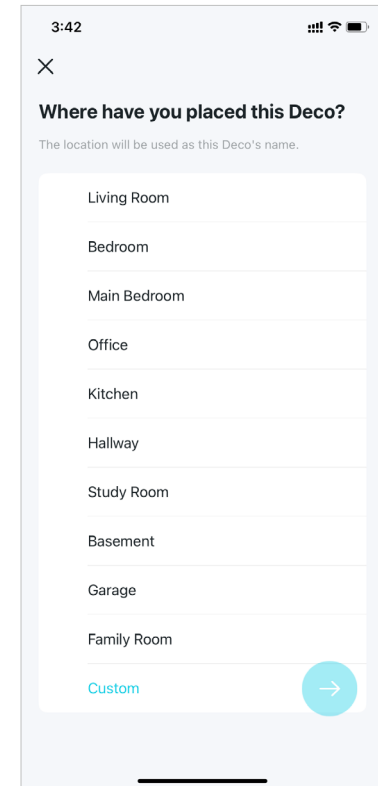 3:42
Where have you placed this Deco?
The location will be used as this Deco's name.
Living Room
Bedroom
Main Bedroom
Office
Kitchen
Hallway
Study Room
Basement
Garage
Family Room
Custom